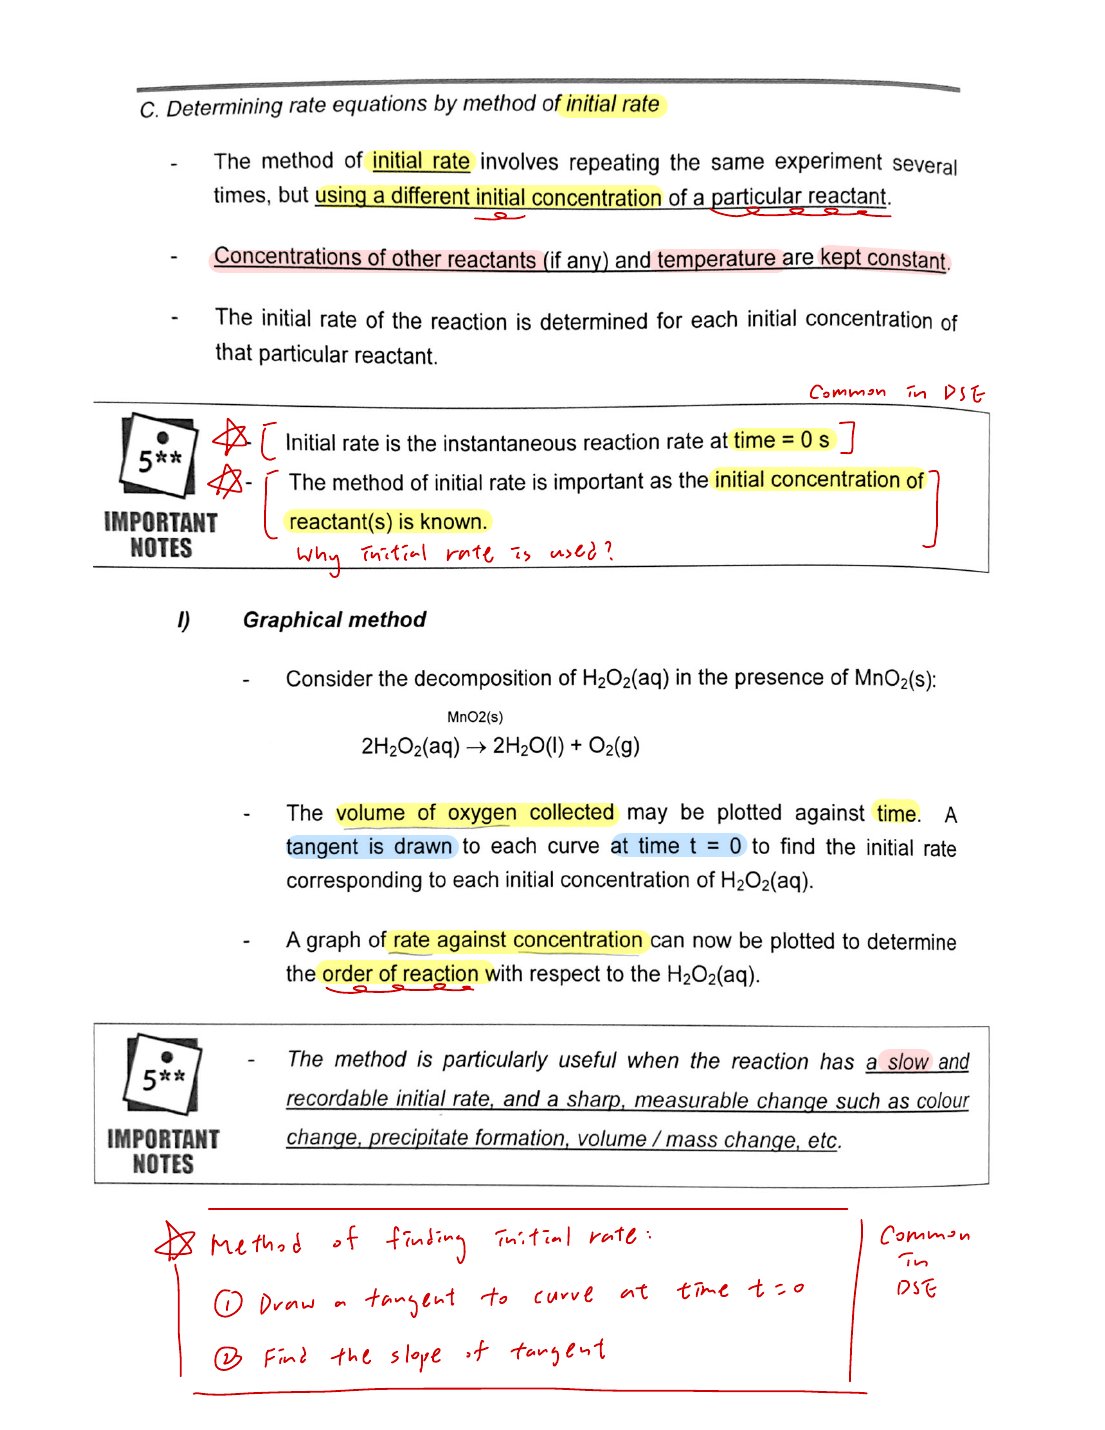 C. Determining rate equations by method of initial rate
- The method of initial rate involves repeating the same experiment several
times, but using a different initial concentration of a particular reactant.
- Concentrations of other reactants (if any) and temperature are kept constant.
- The initial rate of the reaction is determined for each initial concentration of
that particular reactant.
Common in DSE
5**
IMPORTANT
NOTES
Initial rate is the instantaneous reaction rate at time = 0 s
- The method of initial rate is important as the initial concentration of
reactant(s) is known.
Why initial rate is used?
I) Graphical method
- Consider the decomposition of H₂O₂(aq) in the presence of MnO₂(s):
MnO2(s)
2H₂O₂(aq) → 2H₂O(l) + O₂(g)
- The volume of oxygen collected may be plotted against time. A
tangent is drawn to each curve at time t = 0 to find the initial rate
corresponding to each initial concentration of H₂O₂(aq).
- A graph of rate against concentration can now be plotted to determine
the order of reaction with respect to the H₂O₂(aq).
5**
IMPORTANT
NOTES
- The method is particularly useful when the reaction has a slow and
recordable initial rate, and a sharp, measurable change such as colour
change, precipitate formation, volume / mass change, etc.
Method of finding initial rate:
① Draw a tangent to curve at time t=0
② Find the slope of tangent
Common
in
DSE